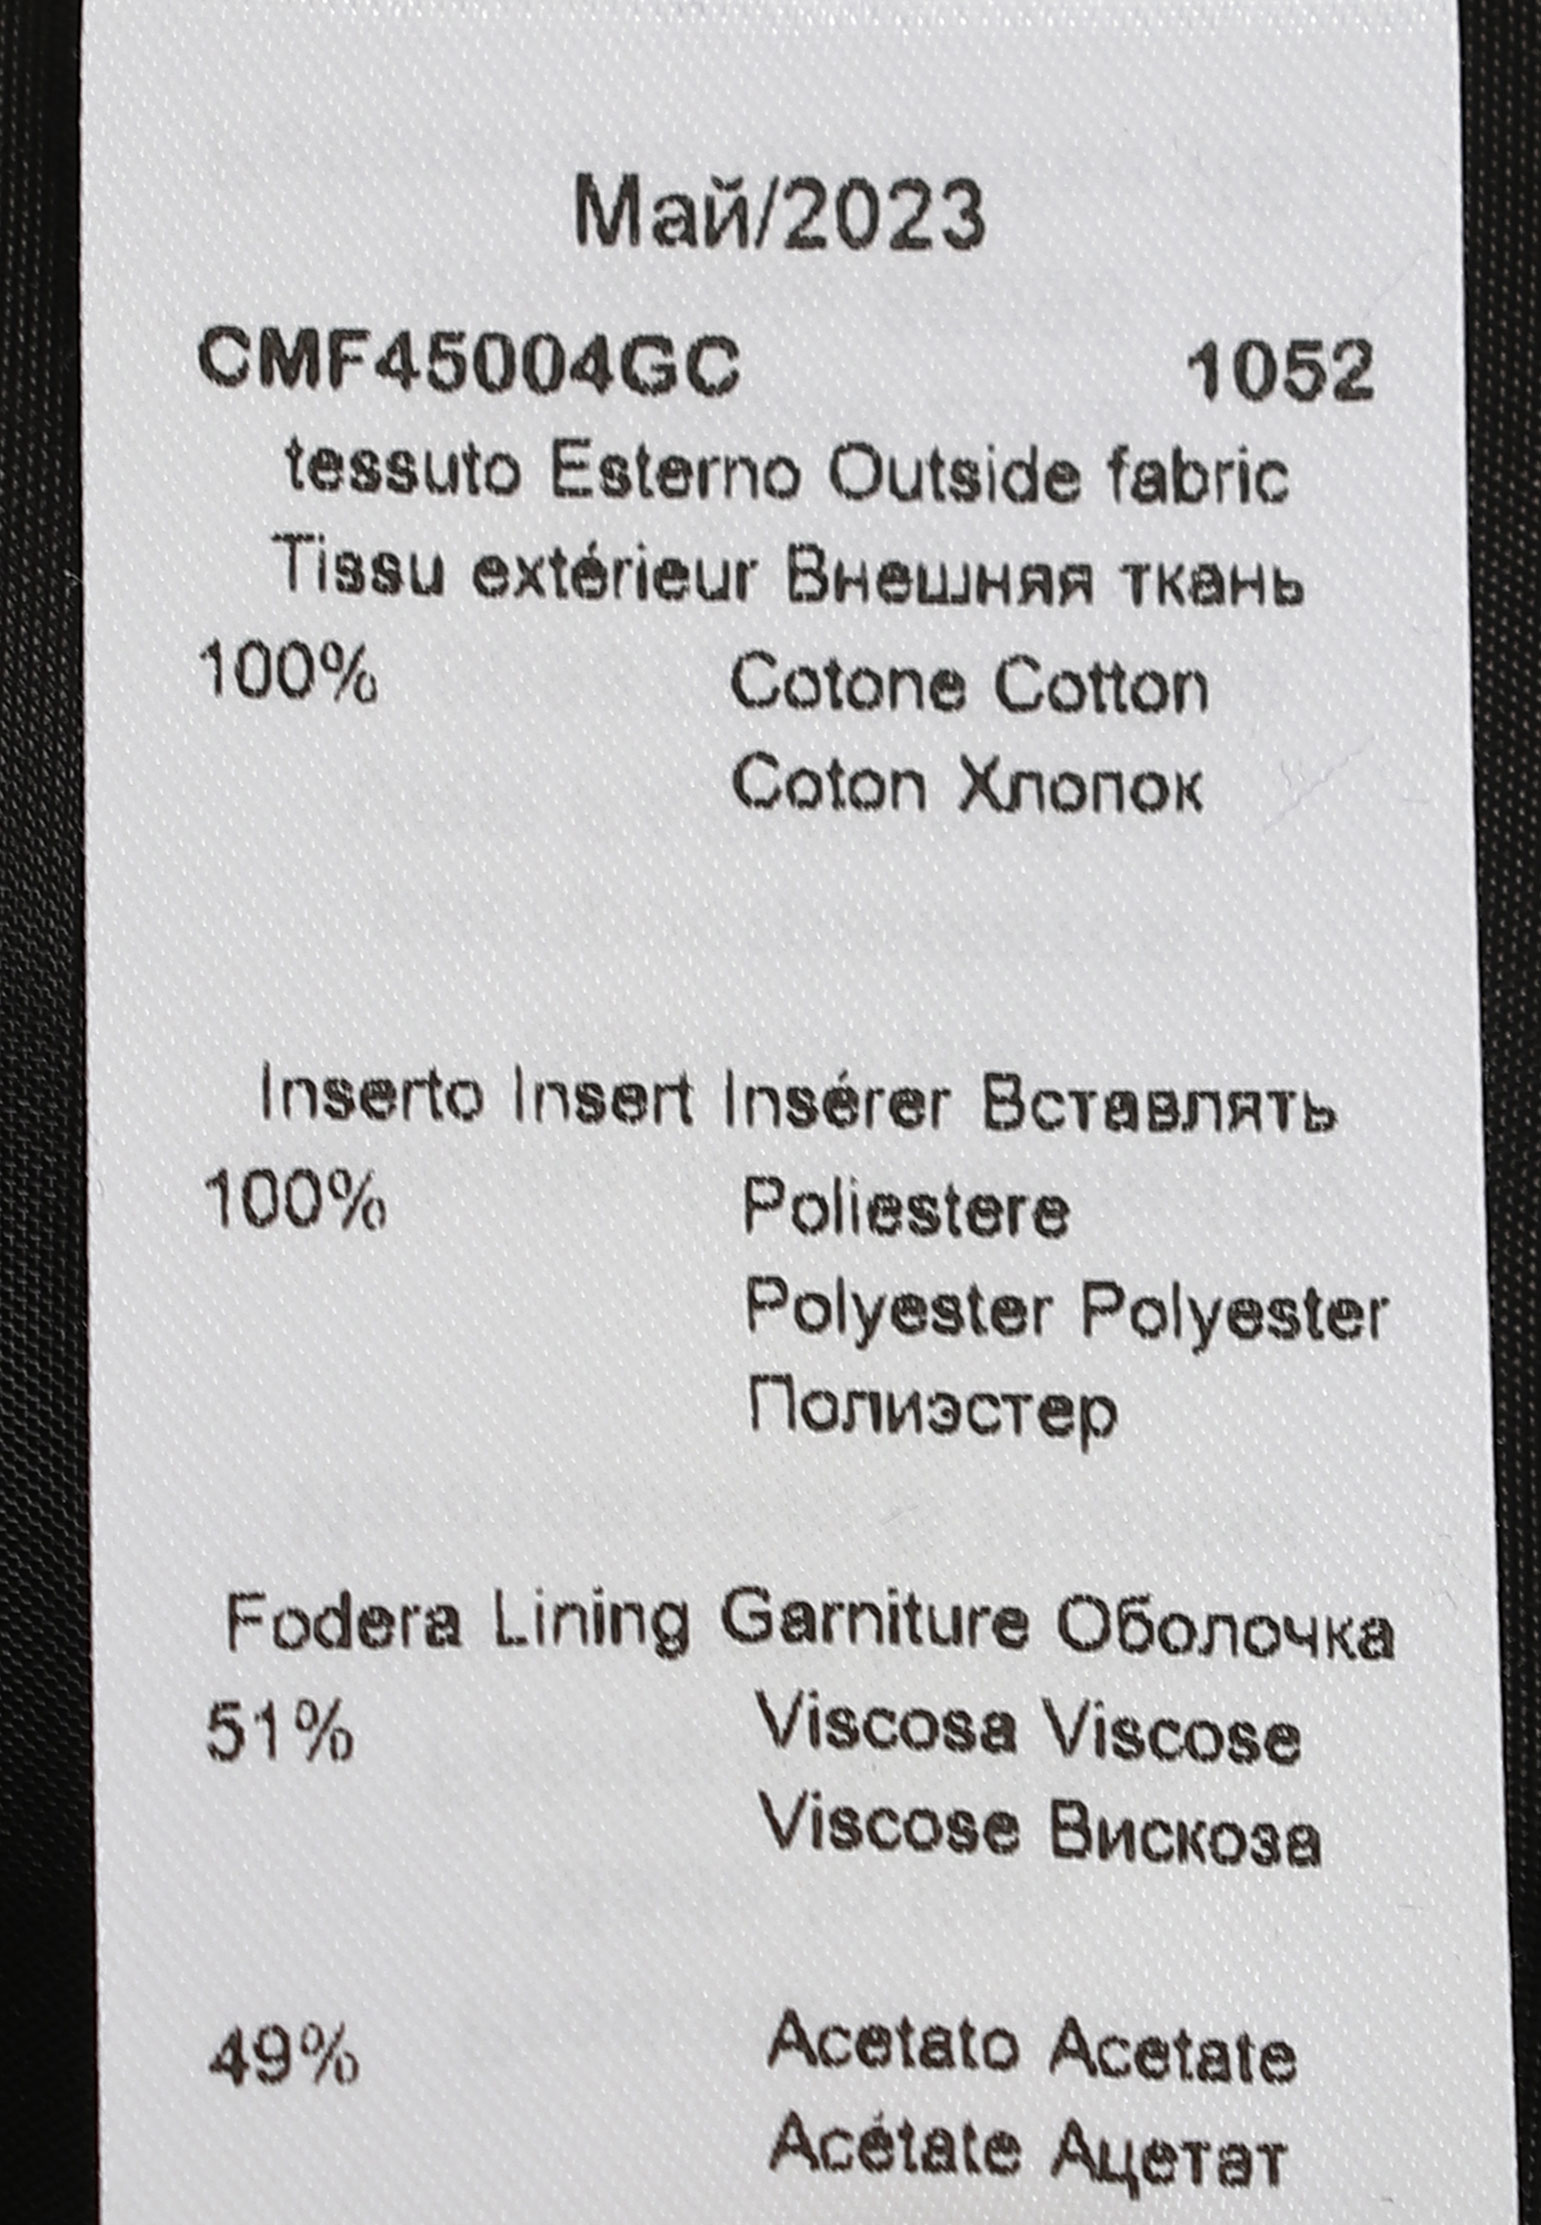 Май/2023
CMF45004GC 1052
tessuto Esterno Outside fabric
Tissu extérieur Внешняя ткань
100% Cotone Cotton
Coton Хлопок
Inserto Insert Insérer Вставлять
100% Poliestere
Polyester Polyester
Полиэстер
Fodera Lining Garniture Оболочка
51% Viscosa Viscose
Viscose Вискоза
49% Acetato Acetate
Acétate Ацетат